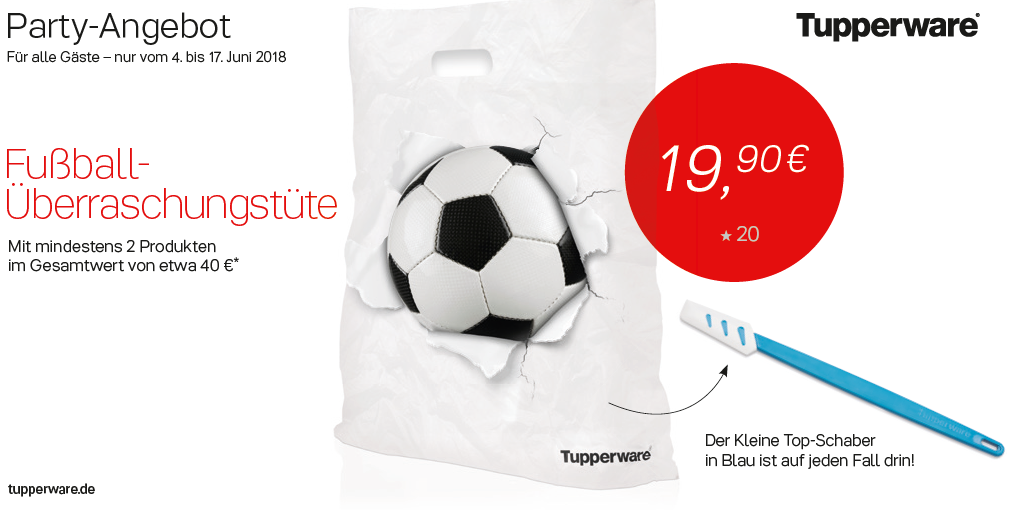 Party-Angebot
Für alle Gäste – nur vom 4. bis 17. Juni 2018
Tupperware
Fußball-
Überraschungstüte
Mit mindestens 2 Produkten
im Gesamtwert von etwa 40 €*
19,90 €
★ 20
Tupperware
Der Kleine Top-Schaber
in Blau ist auf jeden Fall drin!
Tupperware
tupperware.de